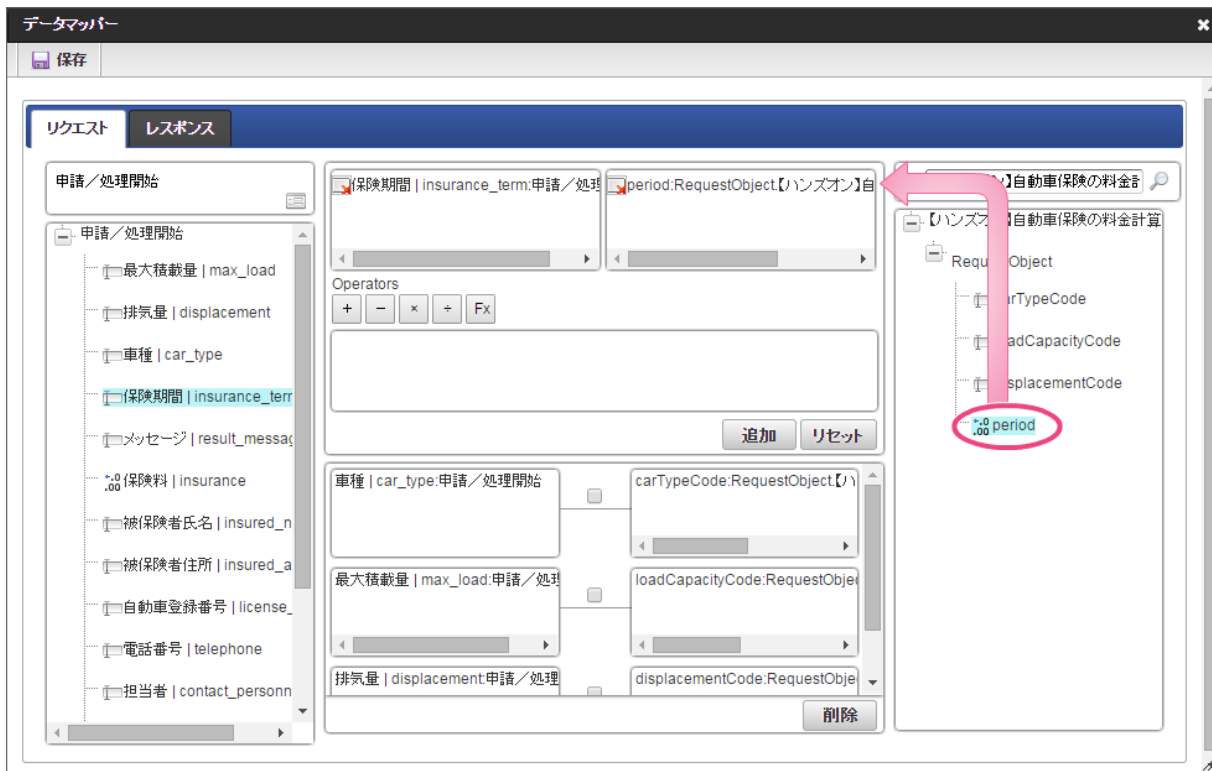 データマッパー
保存
リクエスト
レスポンス
申請／処理開始
申請／処理開始
最大積載量 | max_load
排気量 | displacement
車種 | car_type
保険期間 | insurance_term
メッセージ | result_messag
保険料 | insurance
被保険者氏名 | insured_n
被保険者住所 | insured_a
自動車登録番号 | license_
電話番号 | telephone
担当者 | contact_personn
保険期間 | insurance_term:申請／処理
period:RequestObject.【ハンズオン】自
Operators
+ − × ÷ Fx
追加
リセット
車種 | car_type:申請／処理開始
carTypeCode:RequestObject.【ハ
最大積載量 | max_load:申請／処理
loadCapacityCode:RequestObje
排気量 | displacement:申請／処理
displacementCode:RequestObje
削除
】自動車保険の料金計
【ハンズオ 】自動車保険の料金計算
Reque Object
rTypeCode
adCapacityCode
splacementCode
period